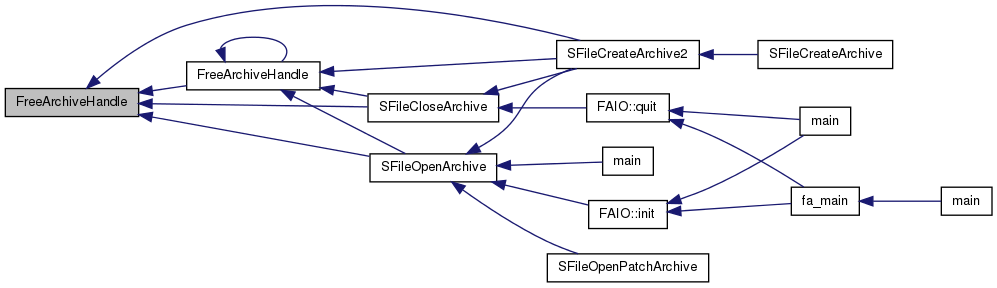 FreeArchiveHandle
FreeArchiveHandle
SFileCreateArchive2
SFileCreateArchive
SFileCloseArchive
FAIO::quit
main
SFileOpenArchive
main
FAIO::init
fa_main
main
SFileOpenPatchArchive